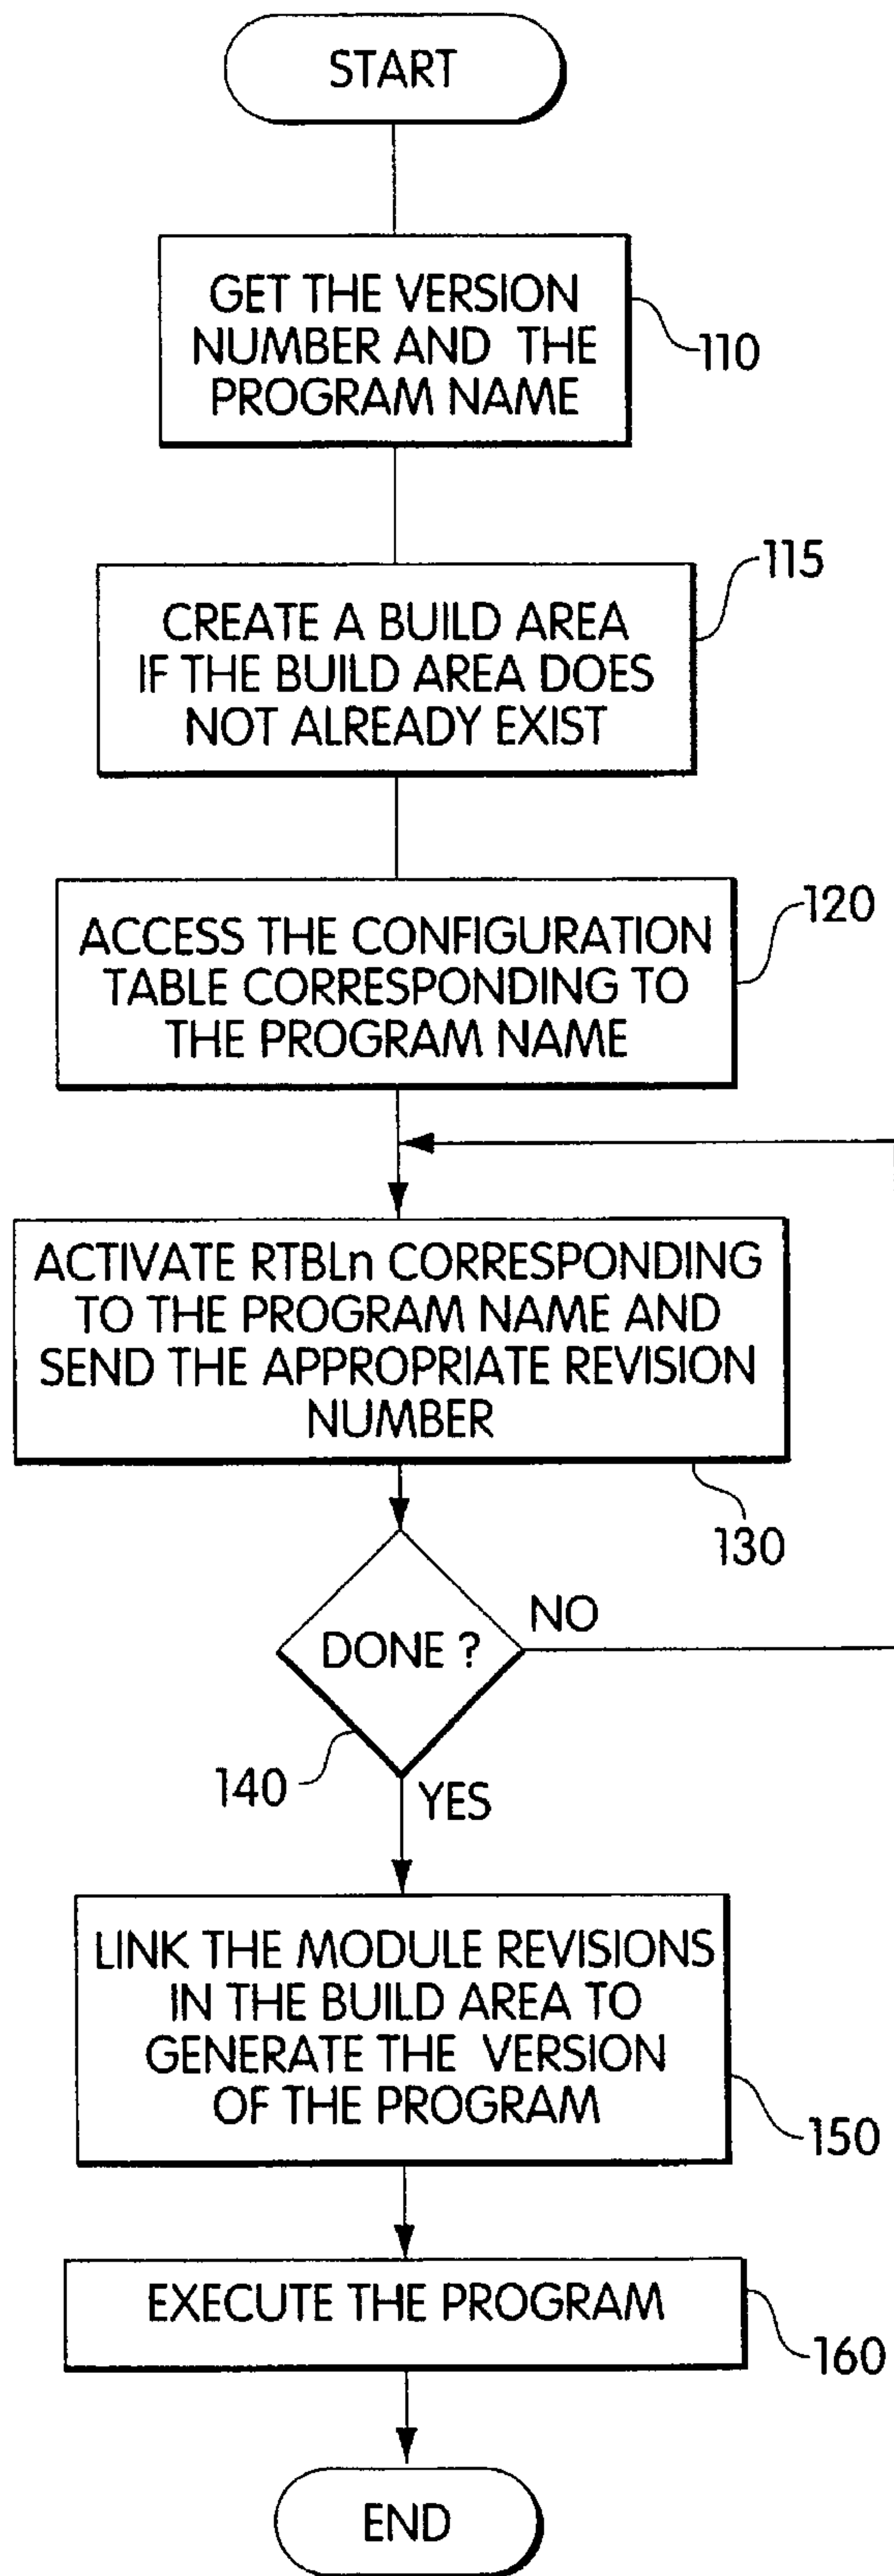 START
GET THE VERSION
NUMBER AND THE
PROGRAM NAME
110
115
CREATE A BUILD AREA
IF THE BUILD AREA DOES
NOT ALREADY EXIST
120
ACCESS THE CONFIGURATION
TABLE CORRESPONDING TO
THE PROGRAM NAME
ACTIVATE RTBLn CORRESPONDING
TO THE PROGRAM NAME AND
SEND THE APPROPRIATE REVISION
NUMBER
130
NO
DONE ?
140
YES
LINK THE MODULE REVISIONS
IN THE BUILD AREA TO
GENERATE THE VERSION
OF THE PROGRAM
150
EXECUTE THE PROGRAM
160
END